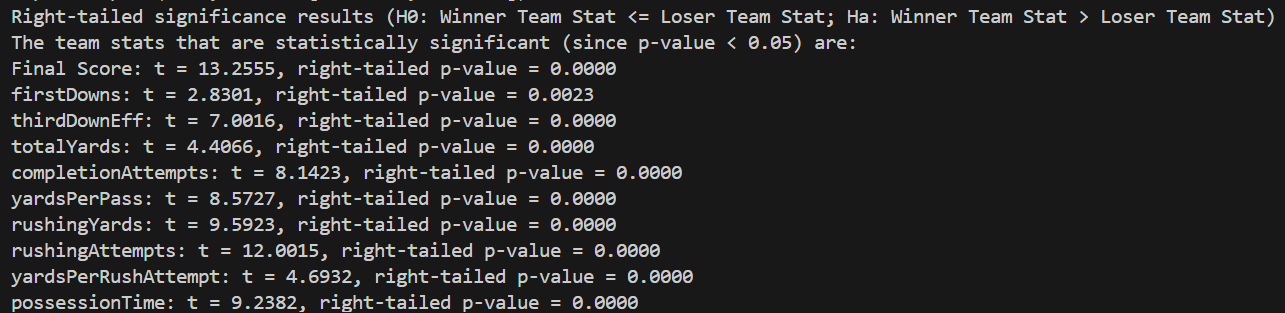 Right-tailed significance results (H0: Winner Team Stat <= Loser Team Stat; Ha: Winner Team Stat > Loser Team Stat)
The team stats that are statistically significant (since p-value < 0.05) are:
Final Score: t = 13.2555, right-tailed p-value = 0.0000
firstDowns: t = 2.8301, right-tailed p-value = 0.0023
thirdDownEff: t = 7.0016, right-tailed p-value = 0.0000
totalYards: t = 4.4066, right-tailed p-value = 0.0000
completionAttempts: t = 8.1423, right-tailed p-value = 0.0000
yardsPerPass: t = 8.5727, right-tailed p-value = 0.0000
rushingYards: t = 9.5923, right-tailed p-value = 0.0000
rushingAttempts: t = 12.0015, right-tailed p-value = 0.0000
yardsPerRushAttempt: t = 4.6932, right-tailed p-value = 0.0000
possessionTime: t = 9.2382, right-tailed p-value = 0.0000